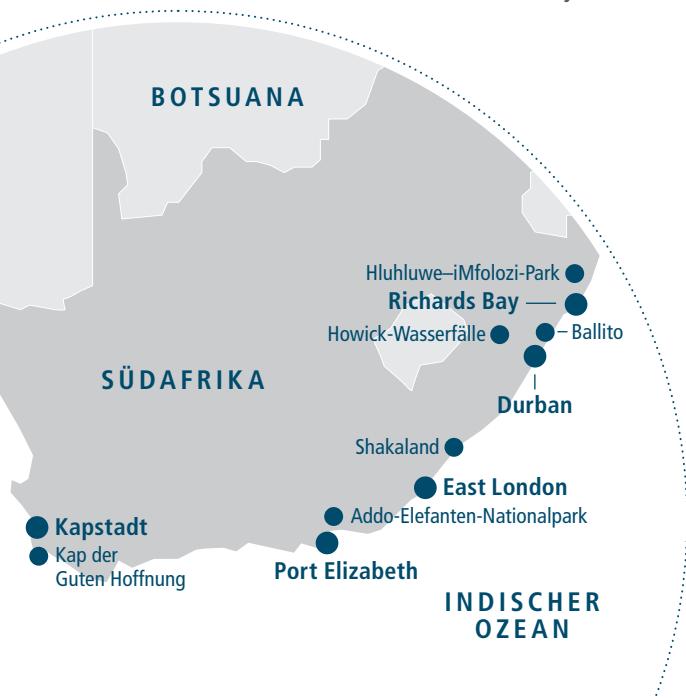 BOTSUANA
Hluhluwe–iMfolozi-Park
Richards Bay
Howick-Wasserfälle
Ballito
SÜDAFRIKA
Durban
Shakaland
East London
Addo-Elefanten-Nationalpark
Kapstadt
Kap der
Guten Hoffnung
Port Elizabeth
INDISCHER
OZEAN